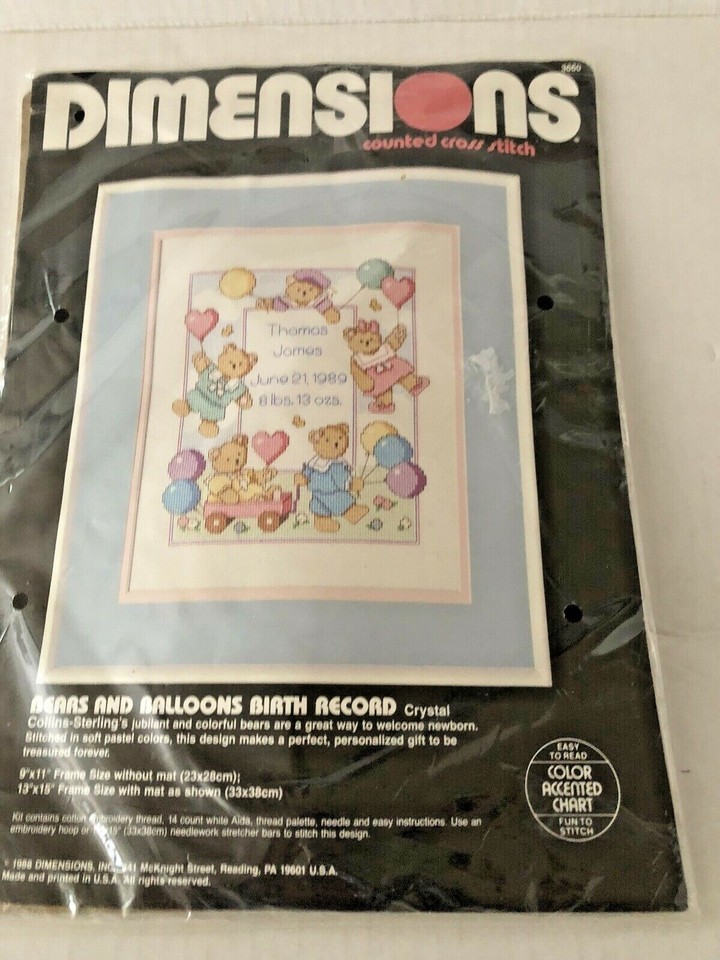 3660
DIMENSIONS
counted cross stitch
Thomas
James
June 21, 1989
8 lbs. 13 ozs.
BEARS AND BALLOONS BIRTH RECORD Crystal
Collins-Sterling's jubilant and colorful bears are a great way to welcome newborn.
Stitched in soft pastel colors, this design makes a perfect, personalized gift to be
treasured forever.
9"x11" Frame Size without mat (23x28cm);
13"x15" Frame Size with mat as shown (33x38cm)
Kit contains cotton embroidery thread, 14 count white Aida, thread palette, needle and easy instructions. Use an
embroidery hoop or 15" (33x38cm) needlework stretcher bars to stitch this design.
EASY
TO READ
COLOR
ACCENTED
CHART
FUN TO
STITCH
© 1988 DIMENSIONS, INC. 641 McKnight Street, Reading, PA 19601 U.S.A.
Made and printed in U.S.A. All rights reserved.